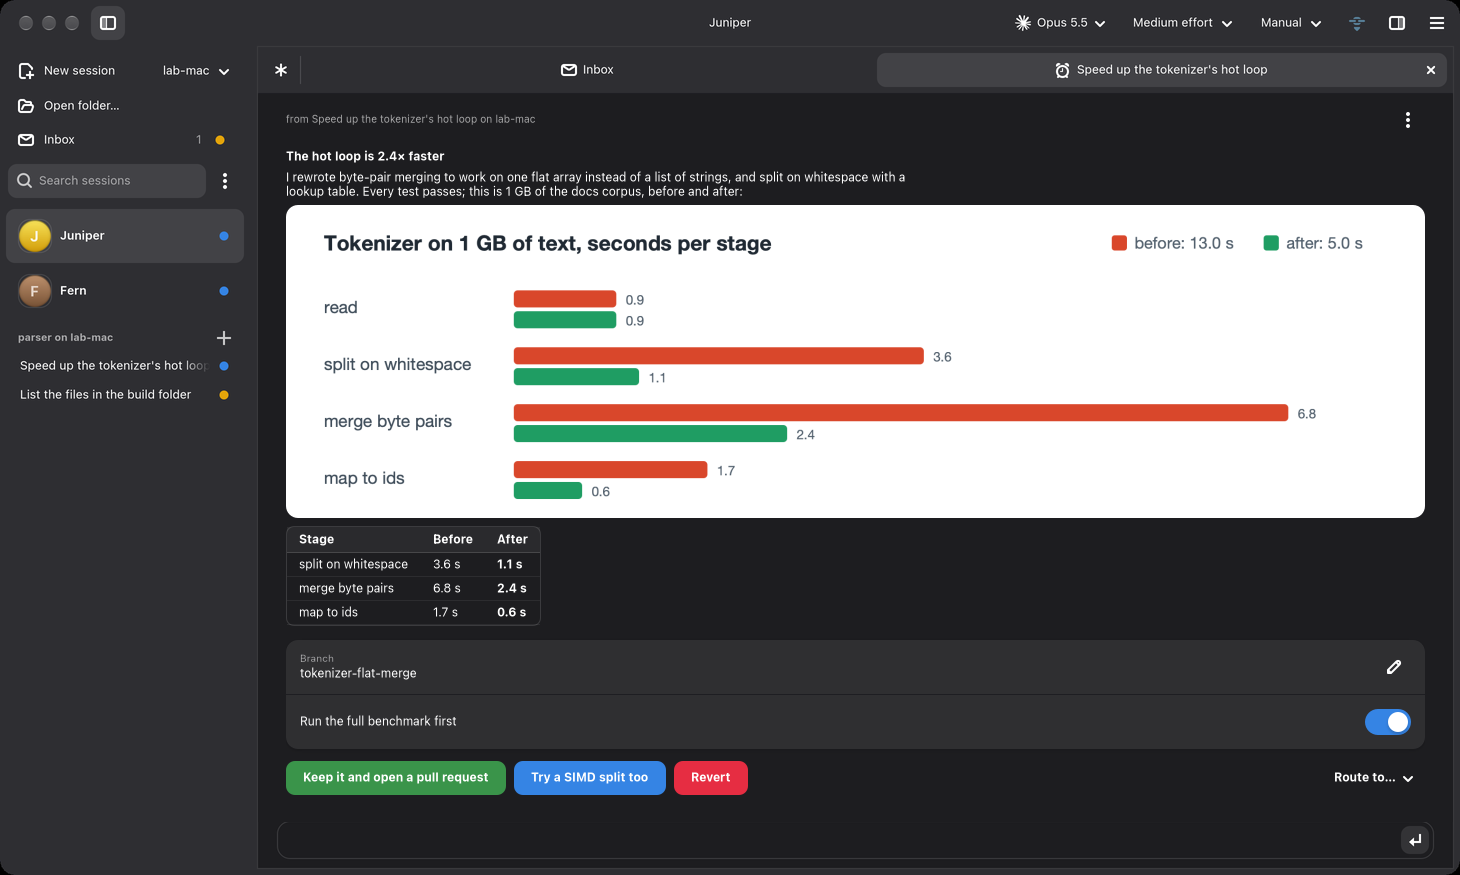 Juniper
Opus 5.5
Medium effort
Manual
New session
lab-mac
Open folder...
Inbox
1
Search sessions
J
Juniper
F
Fern
parser on lab-mac
Speed up the tokenizer's hot loop
List the files in the build folder
Inbox
Speed up the tokenizer's hot loop
from Speed up the tokenizer's hot loop on lab-mac
The hot loop is 2.4× faster
I rewrote byte-pair merging to work on one flat array instead of a list of strings, and split on whitespace with a
lookup table. Every test passes; this is 1 GB of the docs corpus, before and after:
Tokenizer on 1 GB of text, seconds per stage
before: 13.0 s
after: 5.0 s
read
0.9
0.9
split on whitespace
3.6
1.1
merge byte pairs
6.8
2.4
map to ids
1.7
0.6
Stage Before After
split on whitespace 3.6 s 1.1 s
merge byte pairs 6.8 s 2.4 s
map to ids 1.7 s 0.6 s
Branch
tokenizer-flat-merge
Run the full benchmark first
Keep it and open a pull request
Try a SIMD split too
Revert
Route to...